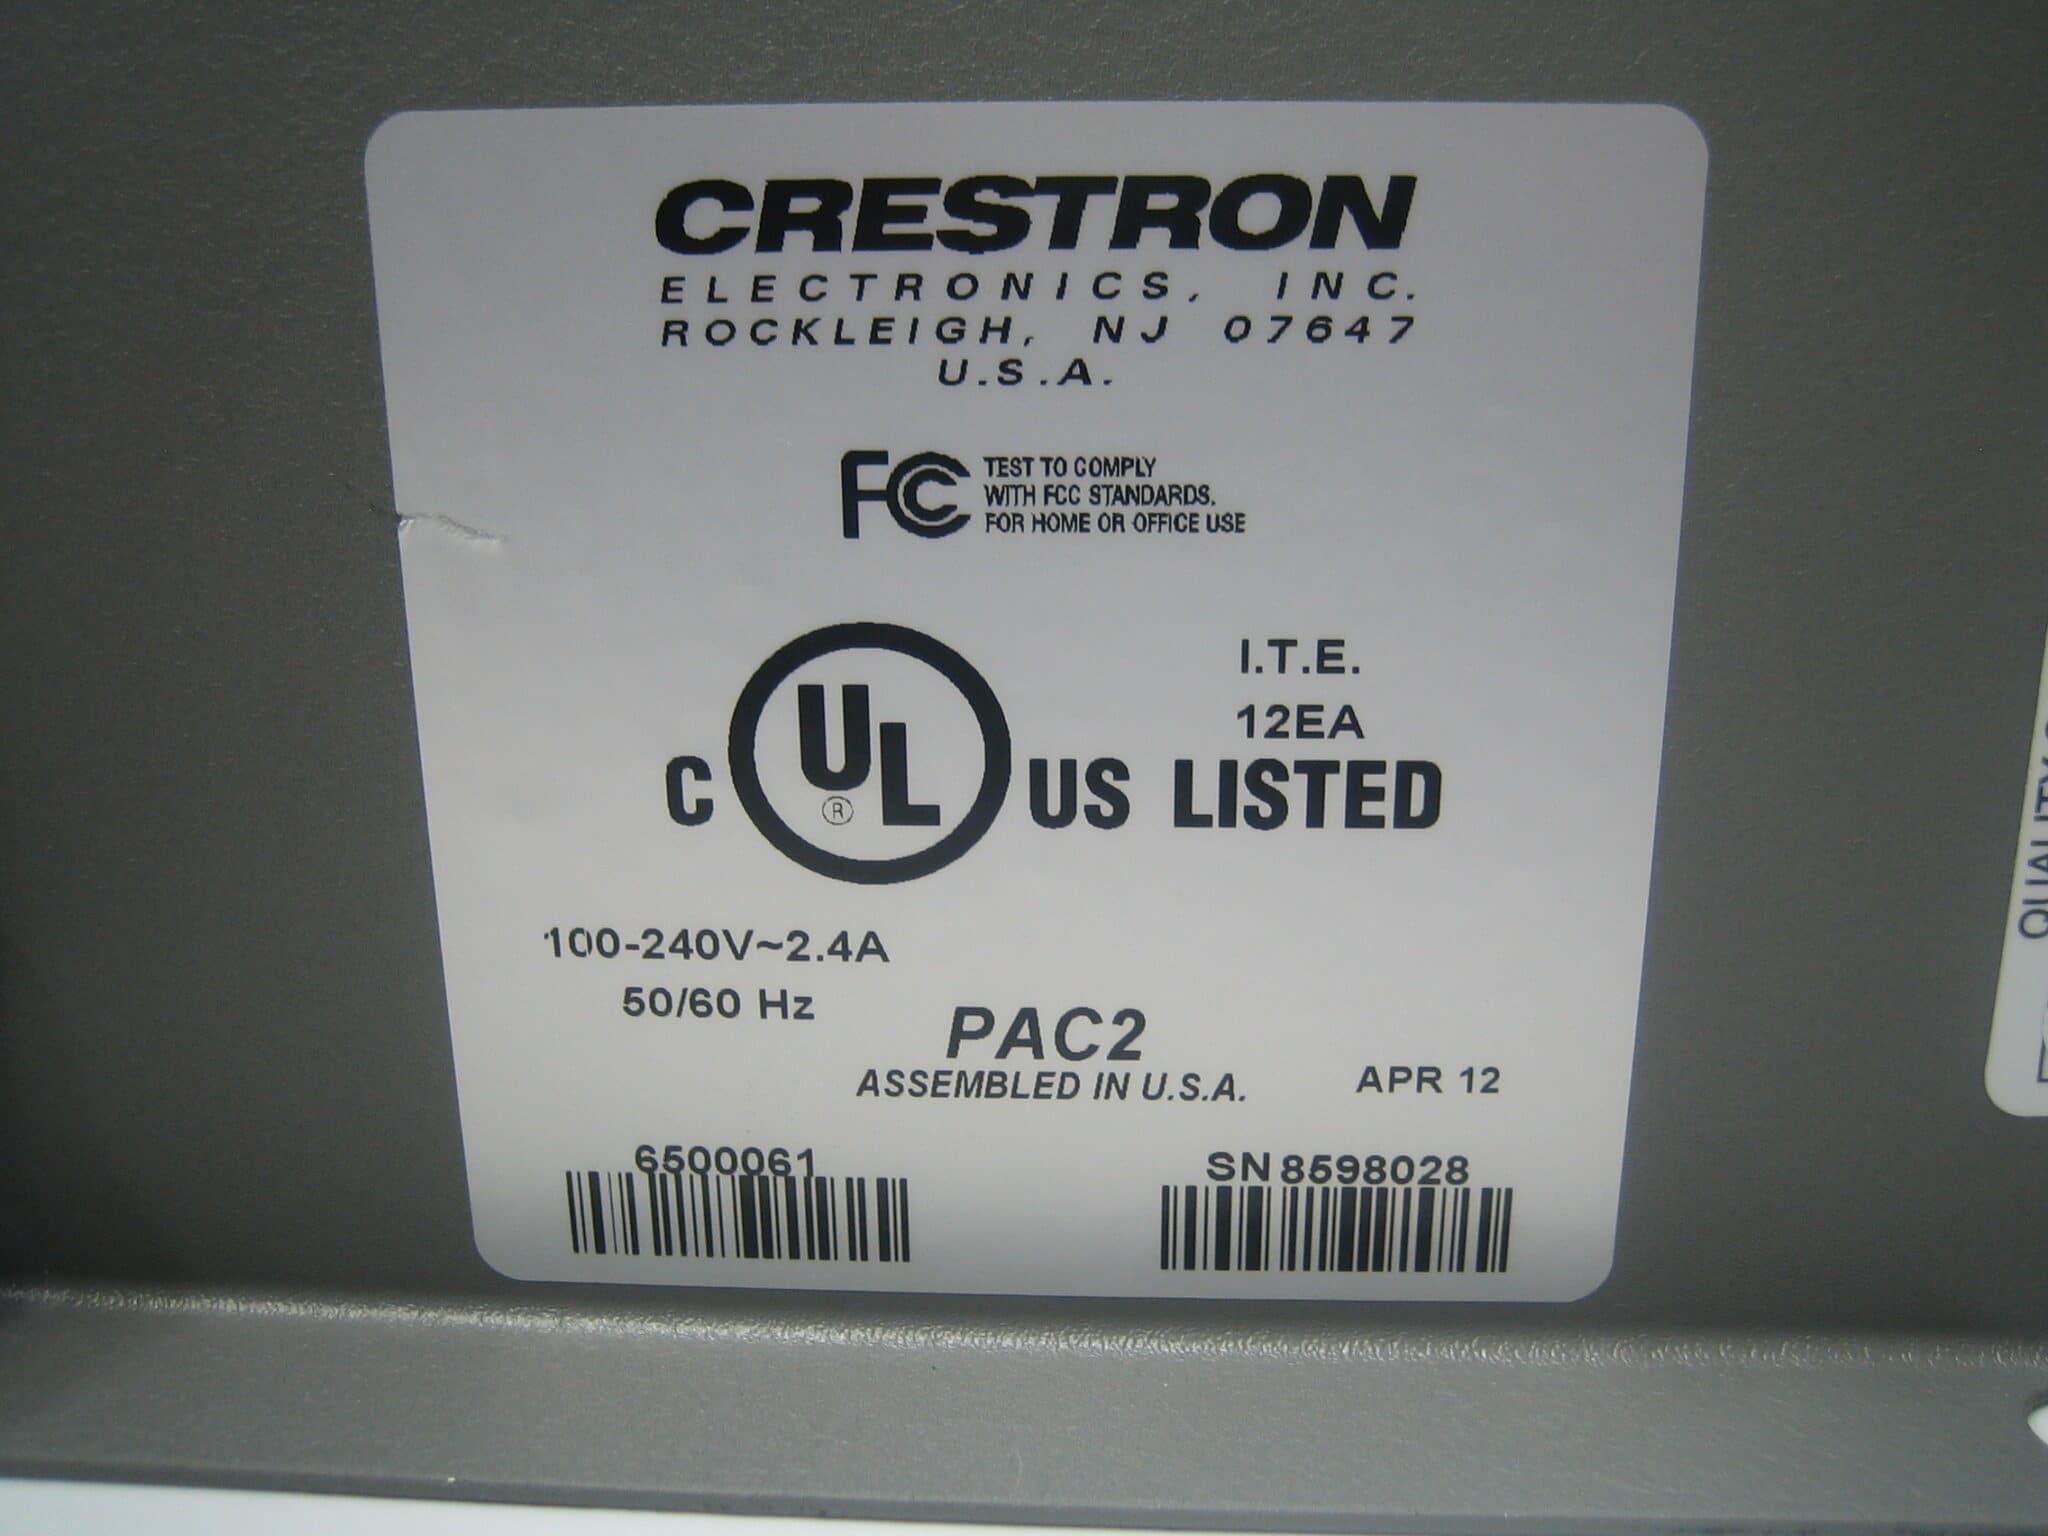 CRESTRON
ELECTRONICS, INC.
ROCKLEIGH, NJ 07647
U.S.A.
FC TEST TO COMPLY
WITH FCC STANDARDS.
FOR HOME OR OFFICE USE
I.T.E.
12EA
C UL® US LISTED
100-240V~2.4A
50/60 Hz
PAC2
ASSEMBLED IN U.S.A.
APR 12
6500061
SN 8598028
QUALITY